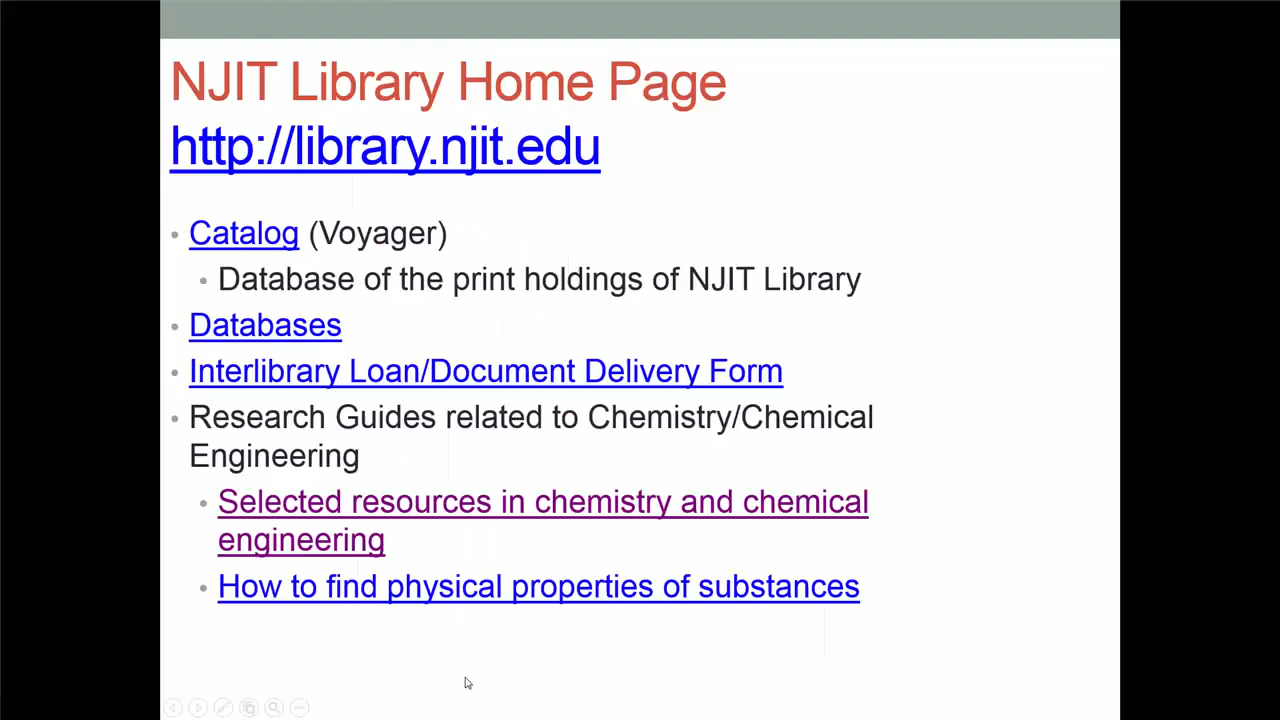 NJIT Library Home Page
http://library.njit.edu
• Catalog (Voyager)
• Database of the print holdings of NJIT Library
• Databases
• Interlibrary Loan/Document Delivery Form
• Research Guides related to Chemistry/Chemical
Engineering
• Selected resources in chemistry and chemical
engineering
• How to find physical properties of substances